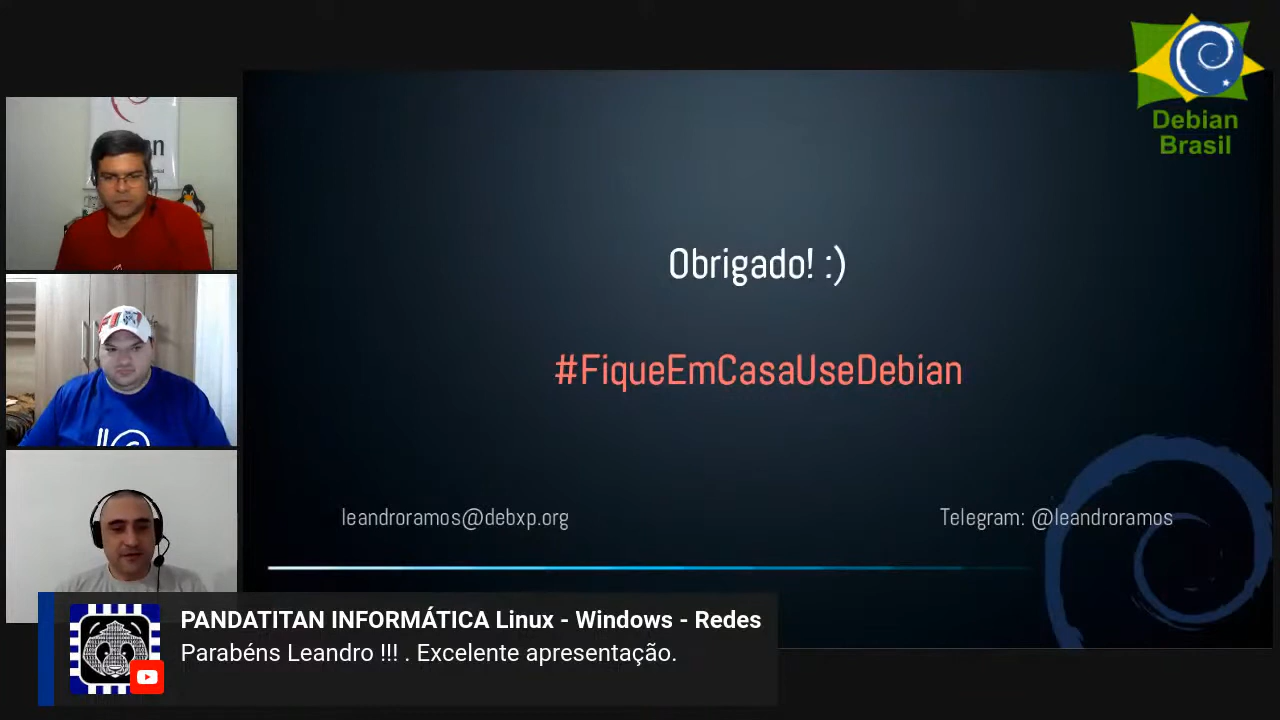 Debian
Brasil
Obrigado! :)
#FiqueEmCasaUseDebian
leandroramos@debxp.org
Telegram: @leandroramos
PANDATITAN INFORMÁTICA Linux - Windows - Redes
Parabéns Leandro !!! . Excelente apresentação.